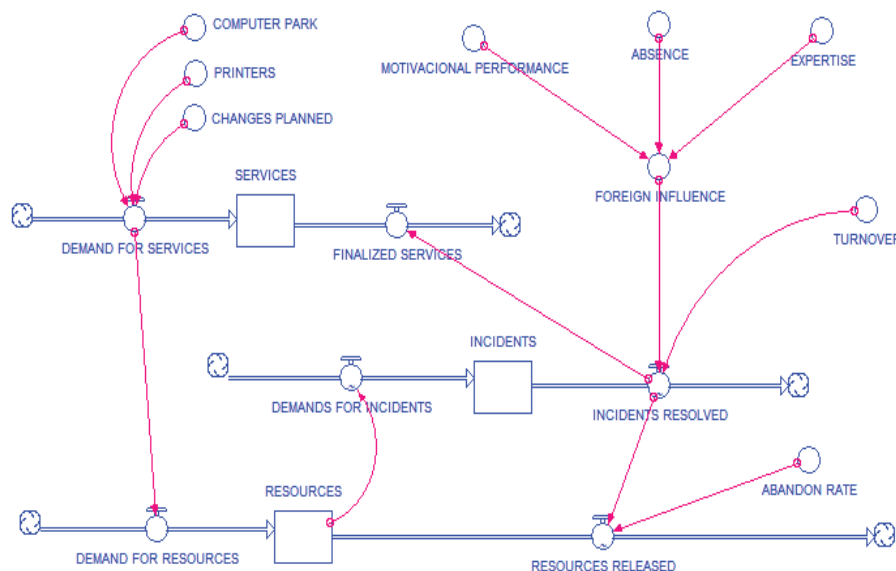 COMPUTER PARK
ABSENCE
EXPERTISE
MOTIVACIONAL PERFORMANCE
PRINTERS
CHANGES PLANNED
SERVICES
FOREIGN INFLUENCE
DEMAND FOR SERVICES
FINALIZED SERVICES
TURNOVER
INCIDENTS
DEMANDS FOR INCIDENTS
INCIDENTS RESOLVED
RESOURCES
ABANDON RATE
DEMAND FOR RESOURCES
RESOURCES RELEASED